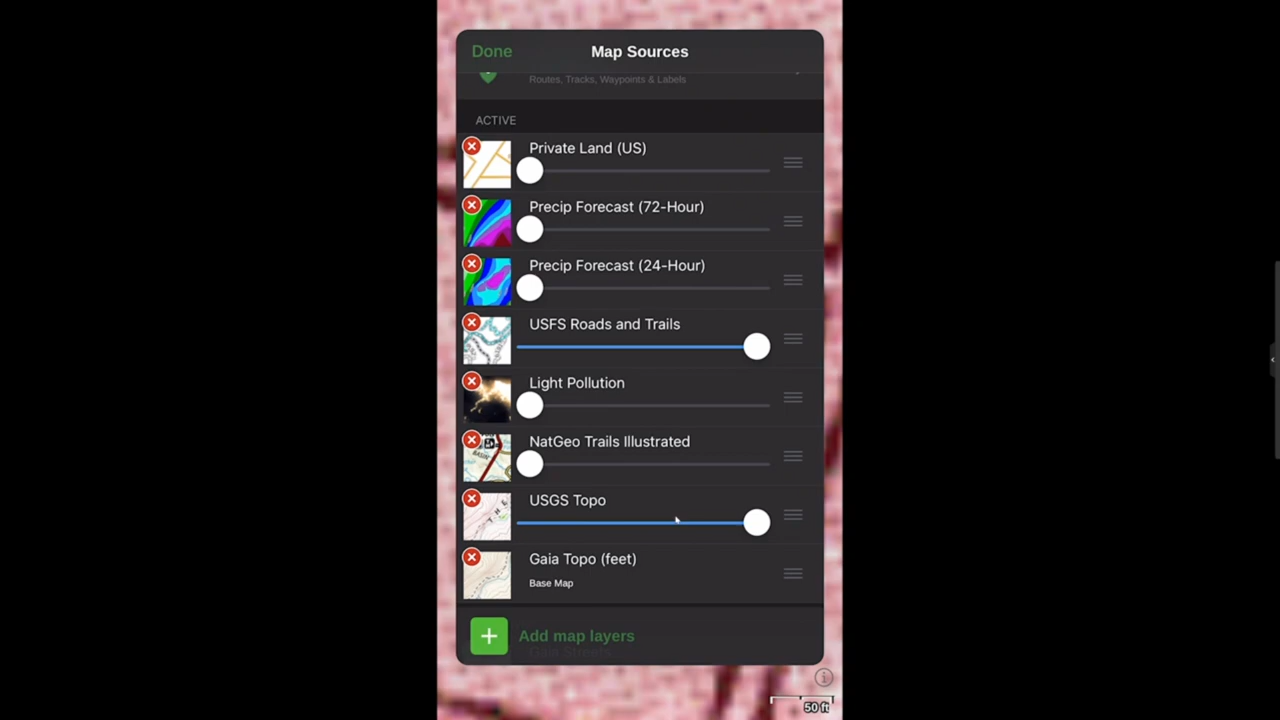 Done
Map Sources
Routes, Tracks, Waypoints & Labels
ACTIVE
Private Land (US)
Precip Forecast (72-Hour)
Precip Forecast (24-Hour)
USFS Roads and Trails
Light Pollution
NatGeo Trails Illustrated
USGS Topo
Gaia Topo (feet)
Base Map
Add map layers
Gaia Streets
50 ft